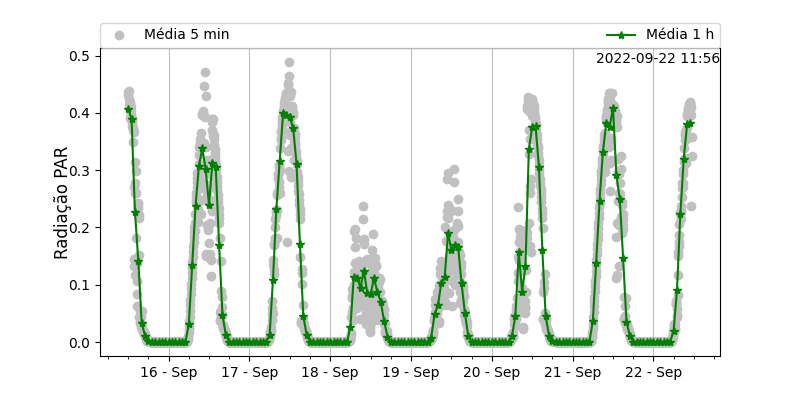 Média 5 min
Média 1 h
2022-09-22 11:56
Radiação PAR
0.5
0.4
0.3
0.2
0.1
0.0
16 - Sep
17 - Sep
18 - Sep
19 - Sep
20 - Sep
21 - Sep
22 - Sep